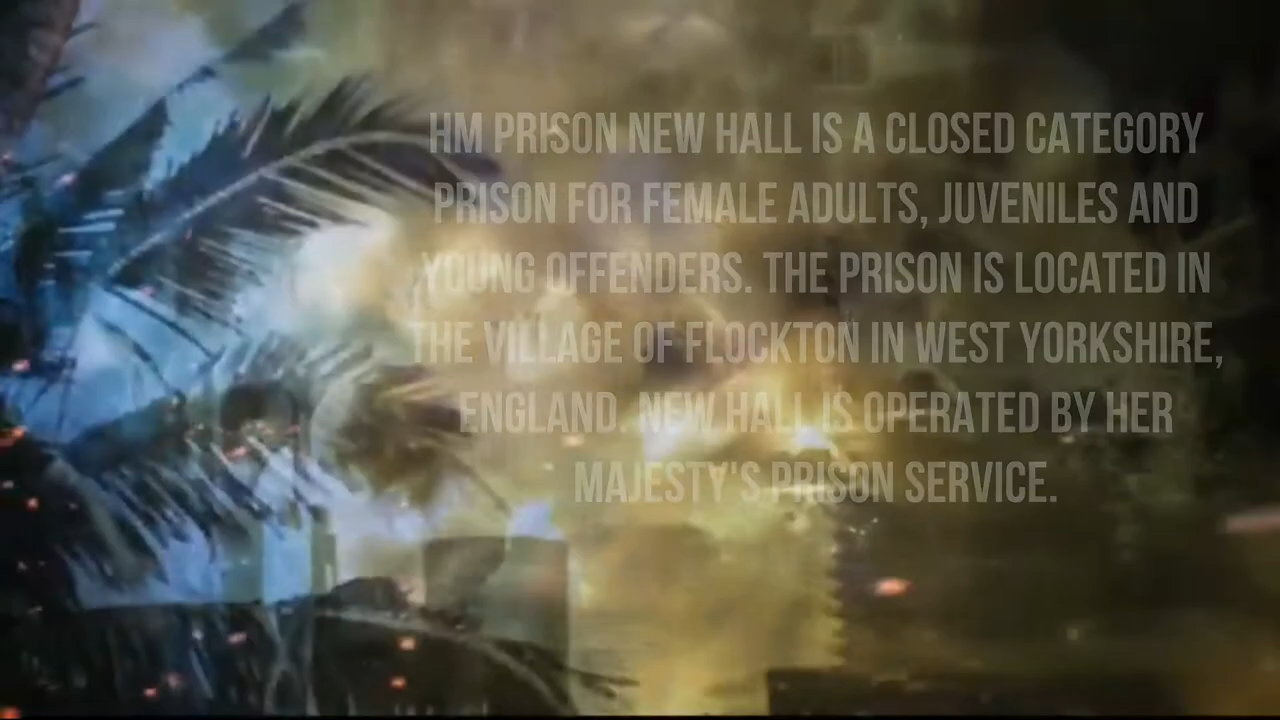 HM PRISON NEW HALL IS A CLOSED CATEGORY
PRISON FOR FEMALE ADULTS, JUVENILES AND
YOUNG OFFENDERS. THE PRISON IS LOCATED IN
THE VILLAGE OF FLOCKTON IN WEST YORKSHIRE,
ENGLAND. NEW HALL IS OPERATED BY HER
MAJESTY'S PRISON SERVICE.